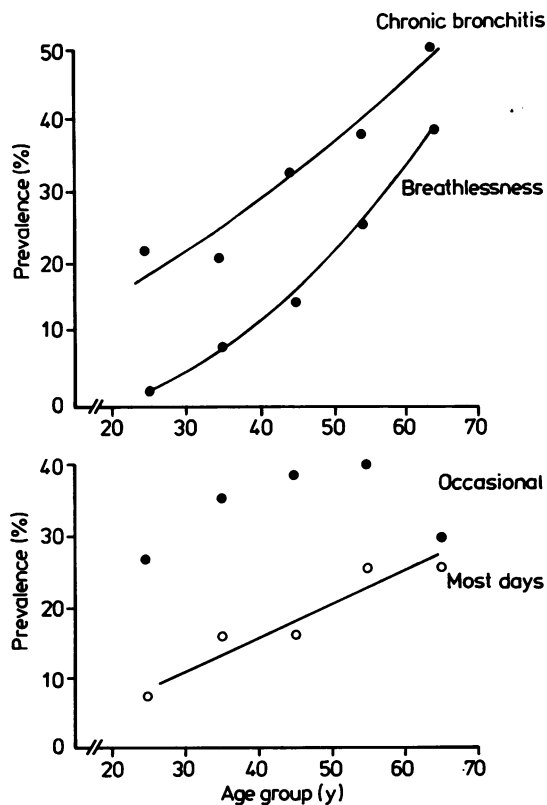 Chronic bronchitis
50
40
30
20
10
0
Prevalence (%)
Breathlessness
20 30 40 50 60 70
40
30
20
10
0
Prevalence (%)
Occasional
Most days
20 30 40 50 60 70
Age group (y)